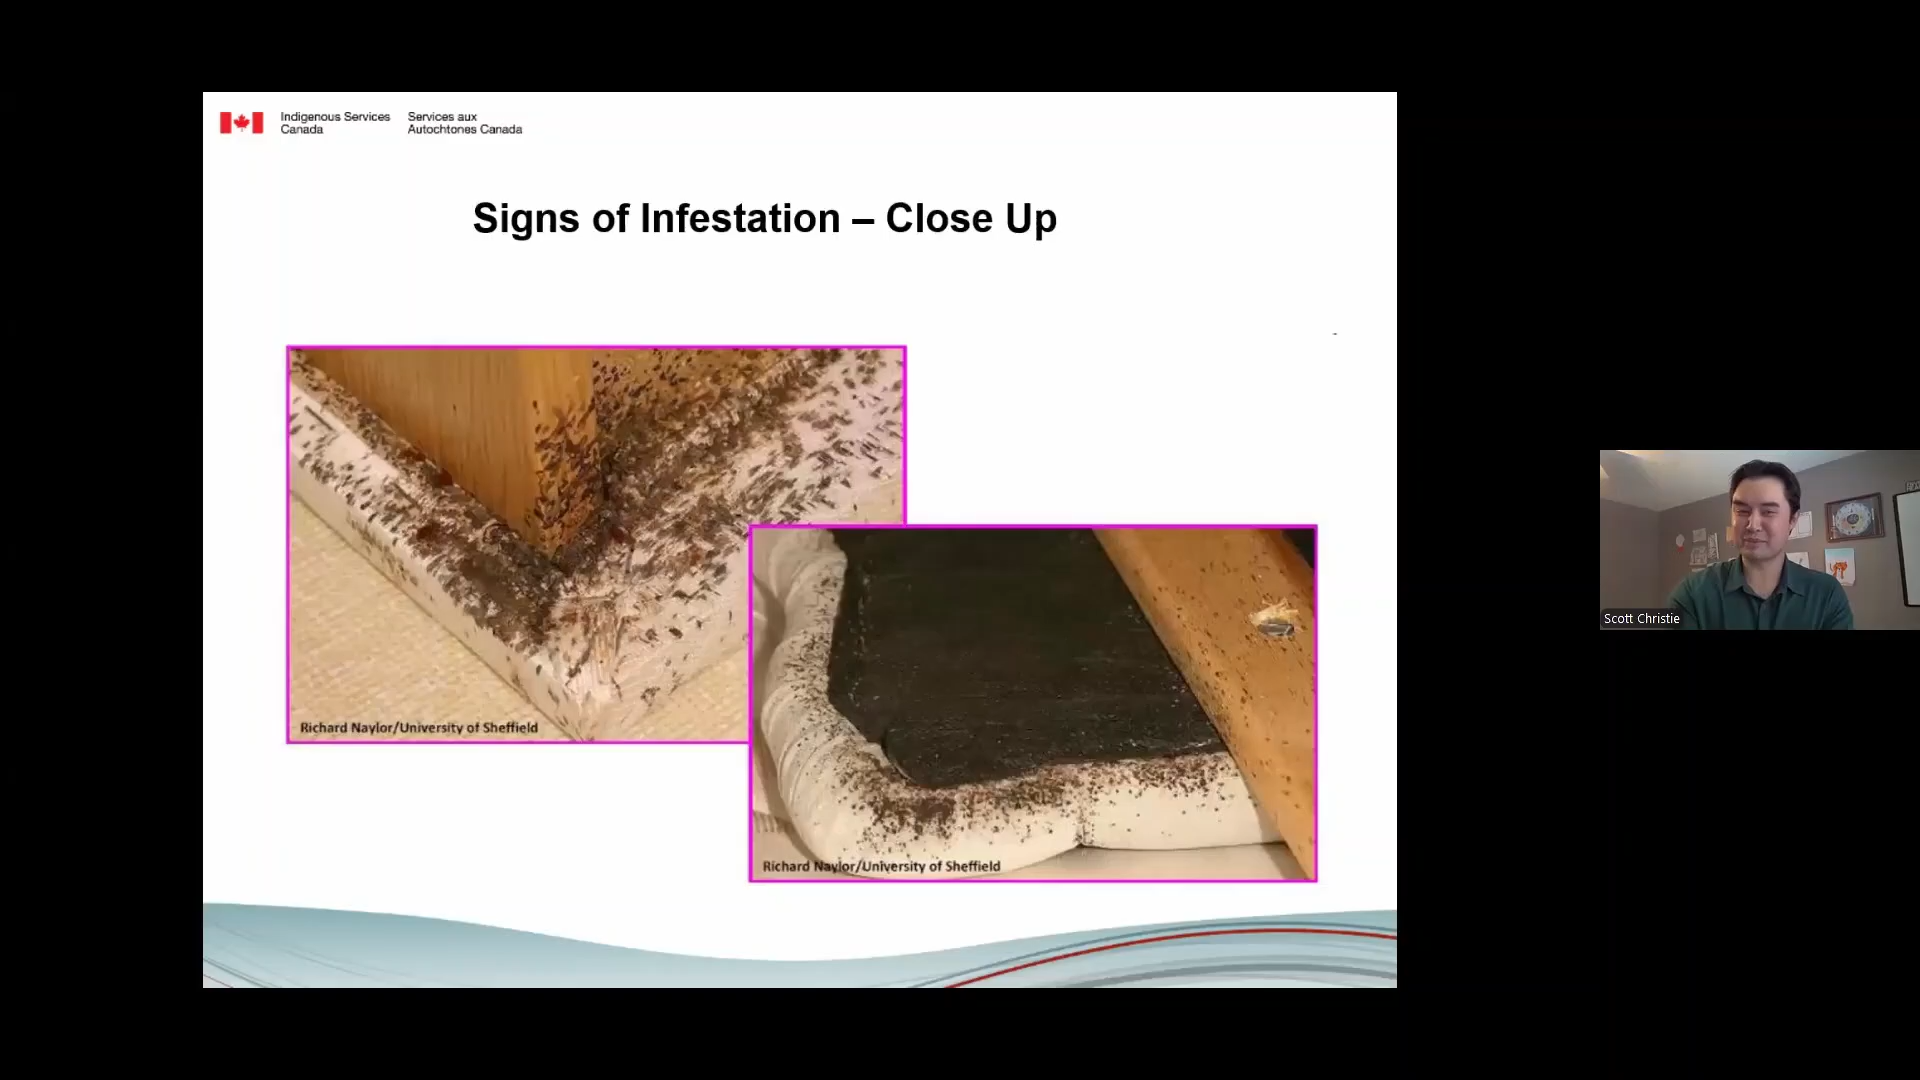 Indigenous Services
Canada
Services aux
Autochtones Canada
Signs of Infestation – Close Up
Richard Naylor/University of Sheffield
Richard Naylor/University of Sheffield
Scott Christie